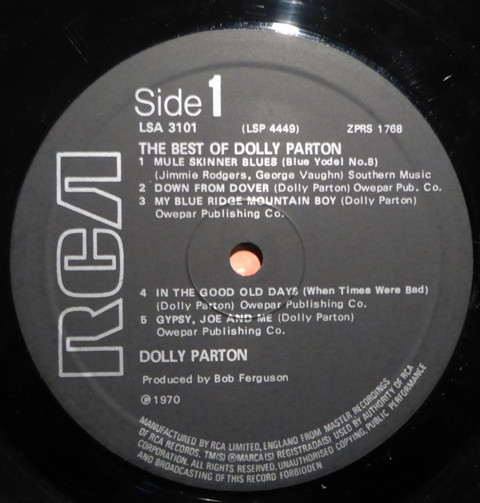 Side 1
LSA 3101 (LSP 4449) ZPRS 1768
THE BEST OF DOLLY PARTON
1 MULE SKINNER BLUES (Blue Yodel No.8)
(Jimmie Rodgers, George Vaughn) Southern Music
2 DOWN FROM DOVER (Dolly Parton) Owepar Pub. Co.
3 MY BLUE RIDGE MOUNTAIN BOY (Dolly Parton)
Owepar Publishing Co.
RCA
4 IN THE GOOD OLD DAYS (When Times Were Bad)
(Dolly Parton) Owepar Publishing Co.
5 GYPSY, JOE AND ME (Dolly Parton)
Owepar Publishing Co.
DOLLY PARTON
Produced by Bob Ferguson
℗ 1970
MANUFACTURED BY RCA LIMITED, ENGLAND FROM MASTER RECORDINGS
OF RCA RECORDS. TM(S) ® MARCA(S) REGISTRADA(S) USED BY AUTHORITY OF RCA
CORPORATION. ALL RIGHTS RESERVED. UNAUTHORISED COPYING, PUBLIC PERFORMANCE
AND BROADCASTING OF THIS RECORD FORBIDDEN